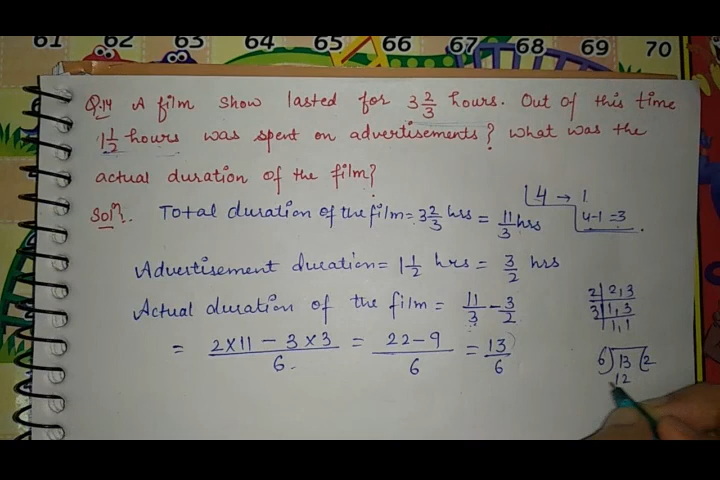 61 62 63 64 65 66 67 68 69 70
Q.14 A film show lasted for 3 2/3 hours. Out of this time
1 1/2 hours was spent on advertisements? What was the
actual duration of the film?
Solⁿ. Total duration of the film = 3 2/3 hrs = 11/3 hrs
4 → 1
4-1 = 3
Advertisement duration = 1 1/2 hrs = 3/2 hrs
Actual duration of the film = 11/3 - 3/2
= 2×11 - 3×3 / 6 = 22-9 / 6 = 13/6
2 | 2, 3
3 | 1, 3
1, 1
6 ) 13 ( 2
12